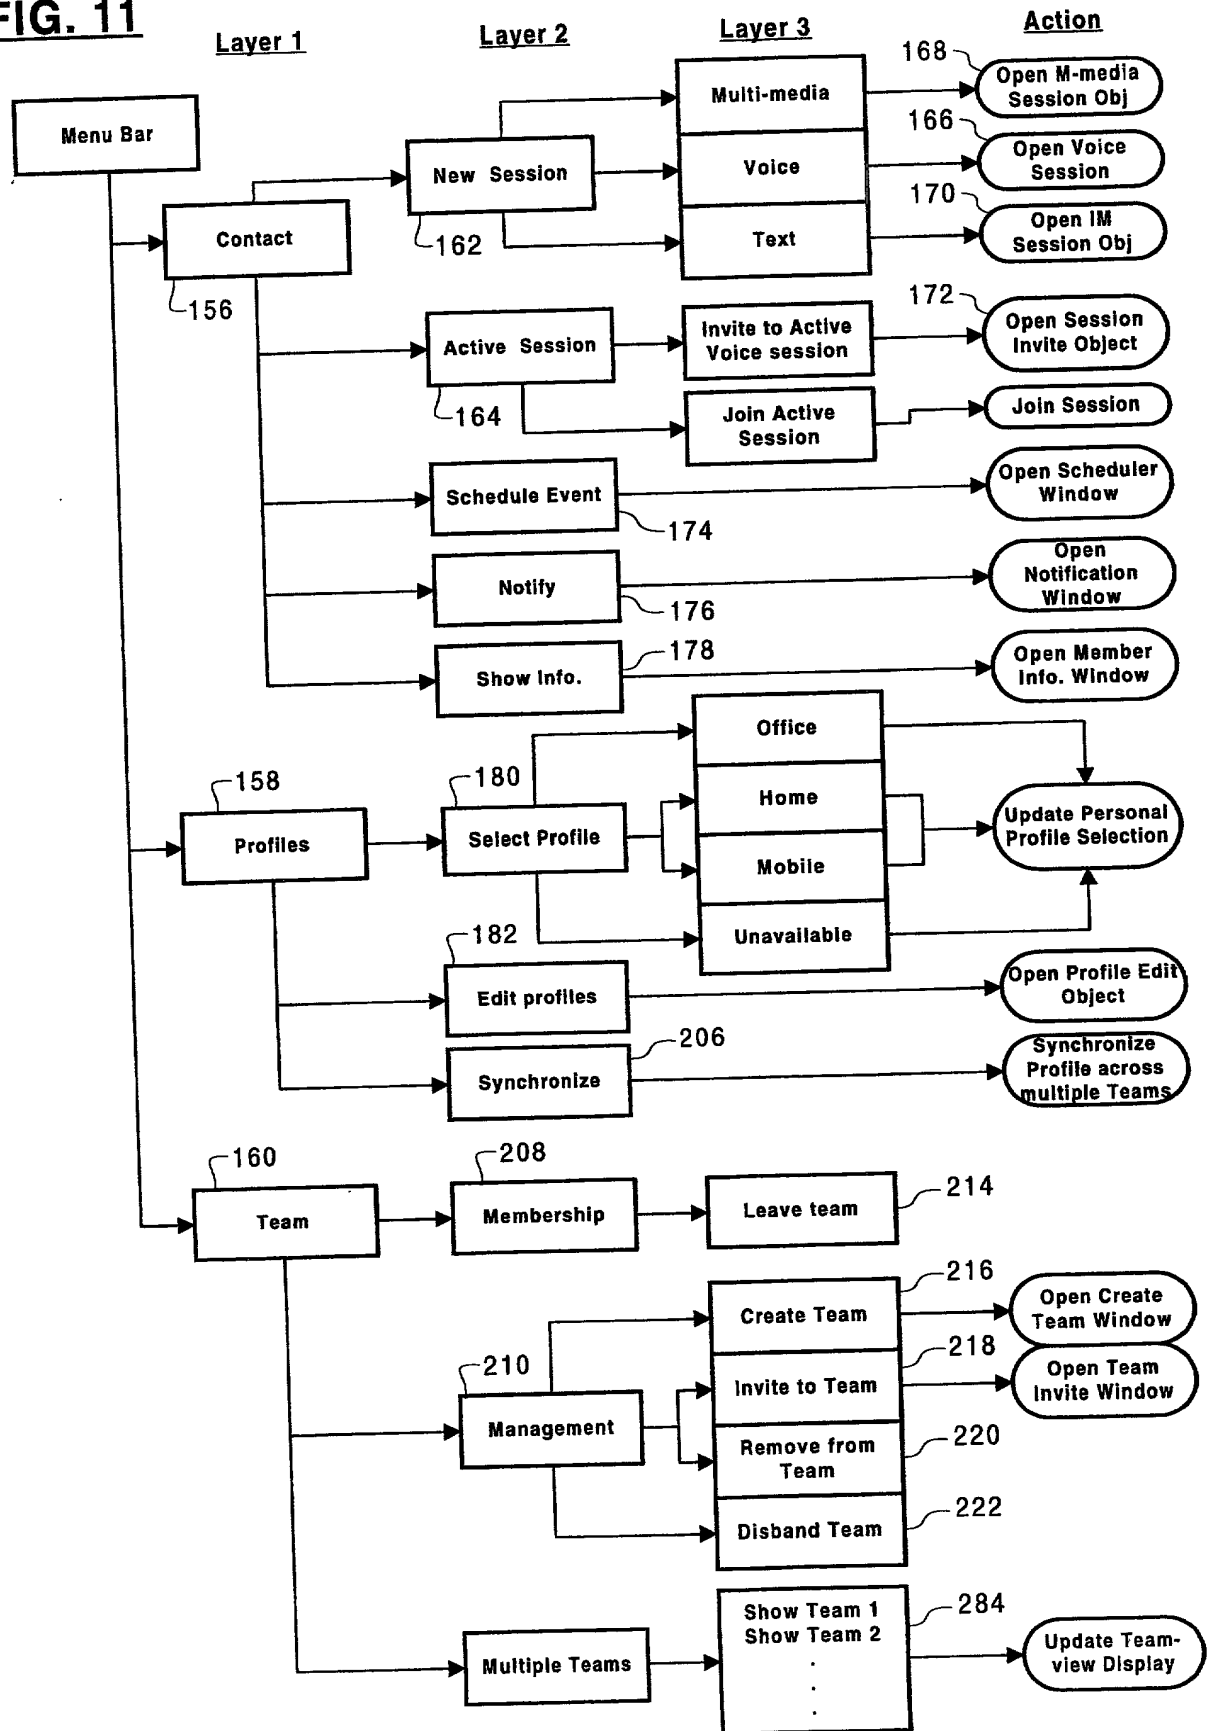 FIG. 11
Layer 1
Layer 2
Layer 3
Action
Menu Bar
Contact
156
New Session
162
Multi-media
Voice
Text
168
Open M-media
Session Obj
166
Open Voice
Session
170
Open IM
Session Obj
Active Session
164
Invite to Active
Voice session
172
Open Session
Invite Object
Join Active
Session
Join Session
Schedule Event
174
Open Scheduler
Window
Notify
176
Open
Notification
Window
Show Info.
178
Open Member
Info. Window
158
Profiles
180
Select Profile
Office
Home
Mobile
Unavailable
Update Personal
Profile Selection
182
Edit profiles
Open Profile Edit
Object
206
Synchronize
Synchronize
Profile across
multiple Teams
160
Team
208
Membership
Leave team
214
210
Management
216
Create Team
Open Create
Team Window
218
Invite to Team
Open Team
Invite Window
Remove from
Team
220
Disband Team
222
Multiple Teams
Show Team 1
Show Team 2
.
.
.
284
Update Team-
view Display